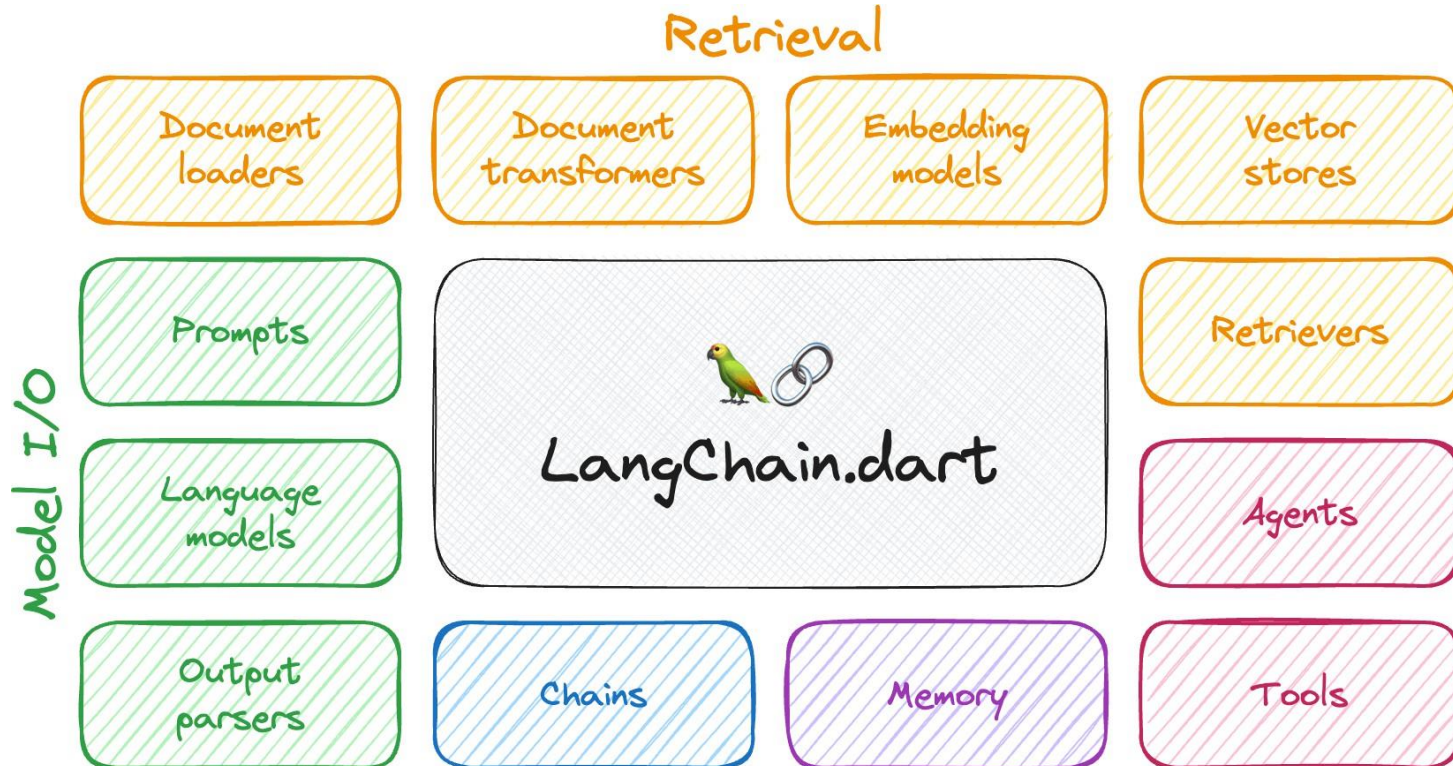 Retrieval
Document
loaders
Document
transformers
Embedding
models
Vector
stores
Model I/O
Prompts
LangChain.dart
Retrievers
Language
models
Agents
Output
parsers
Chains
Memory
Tools